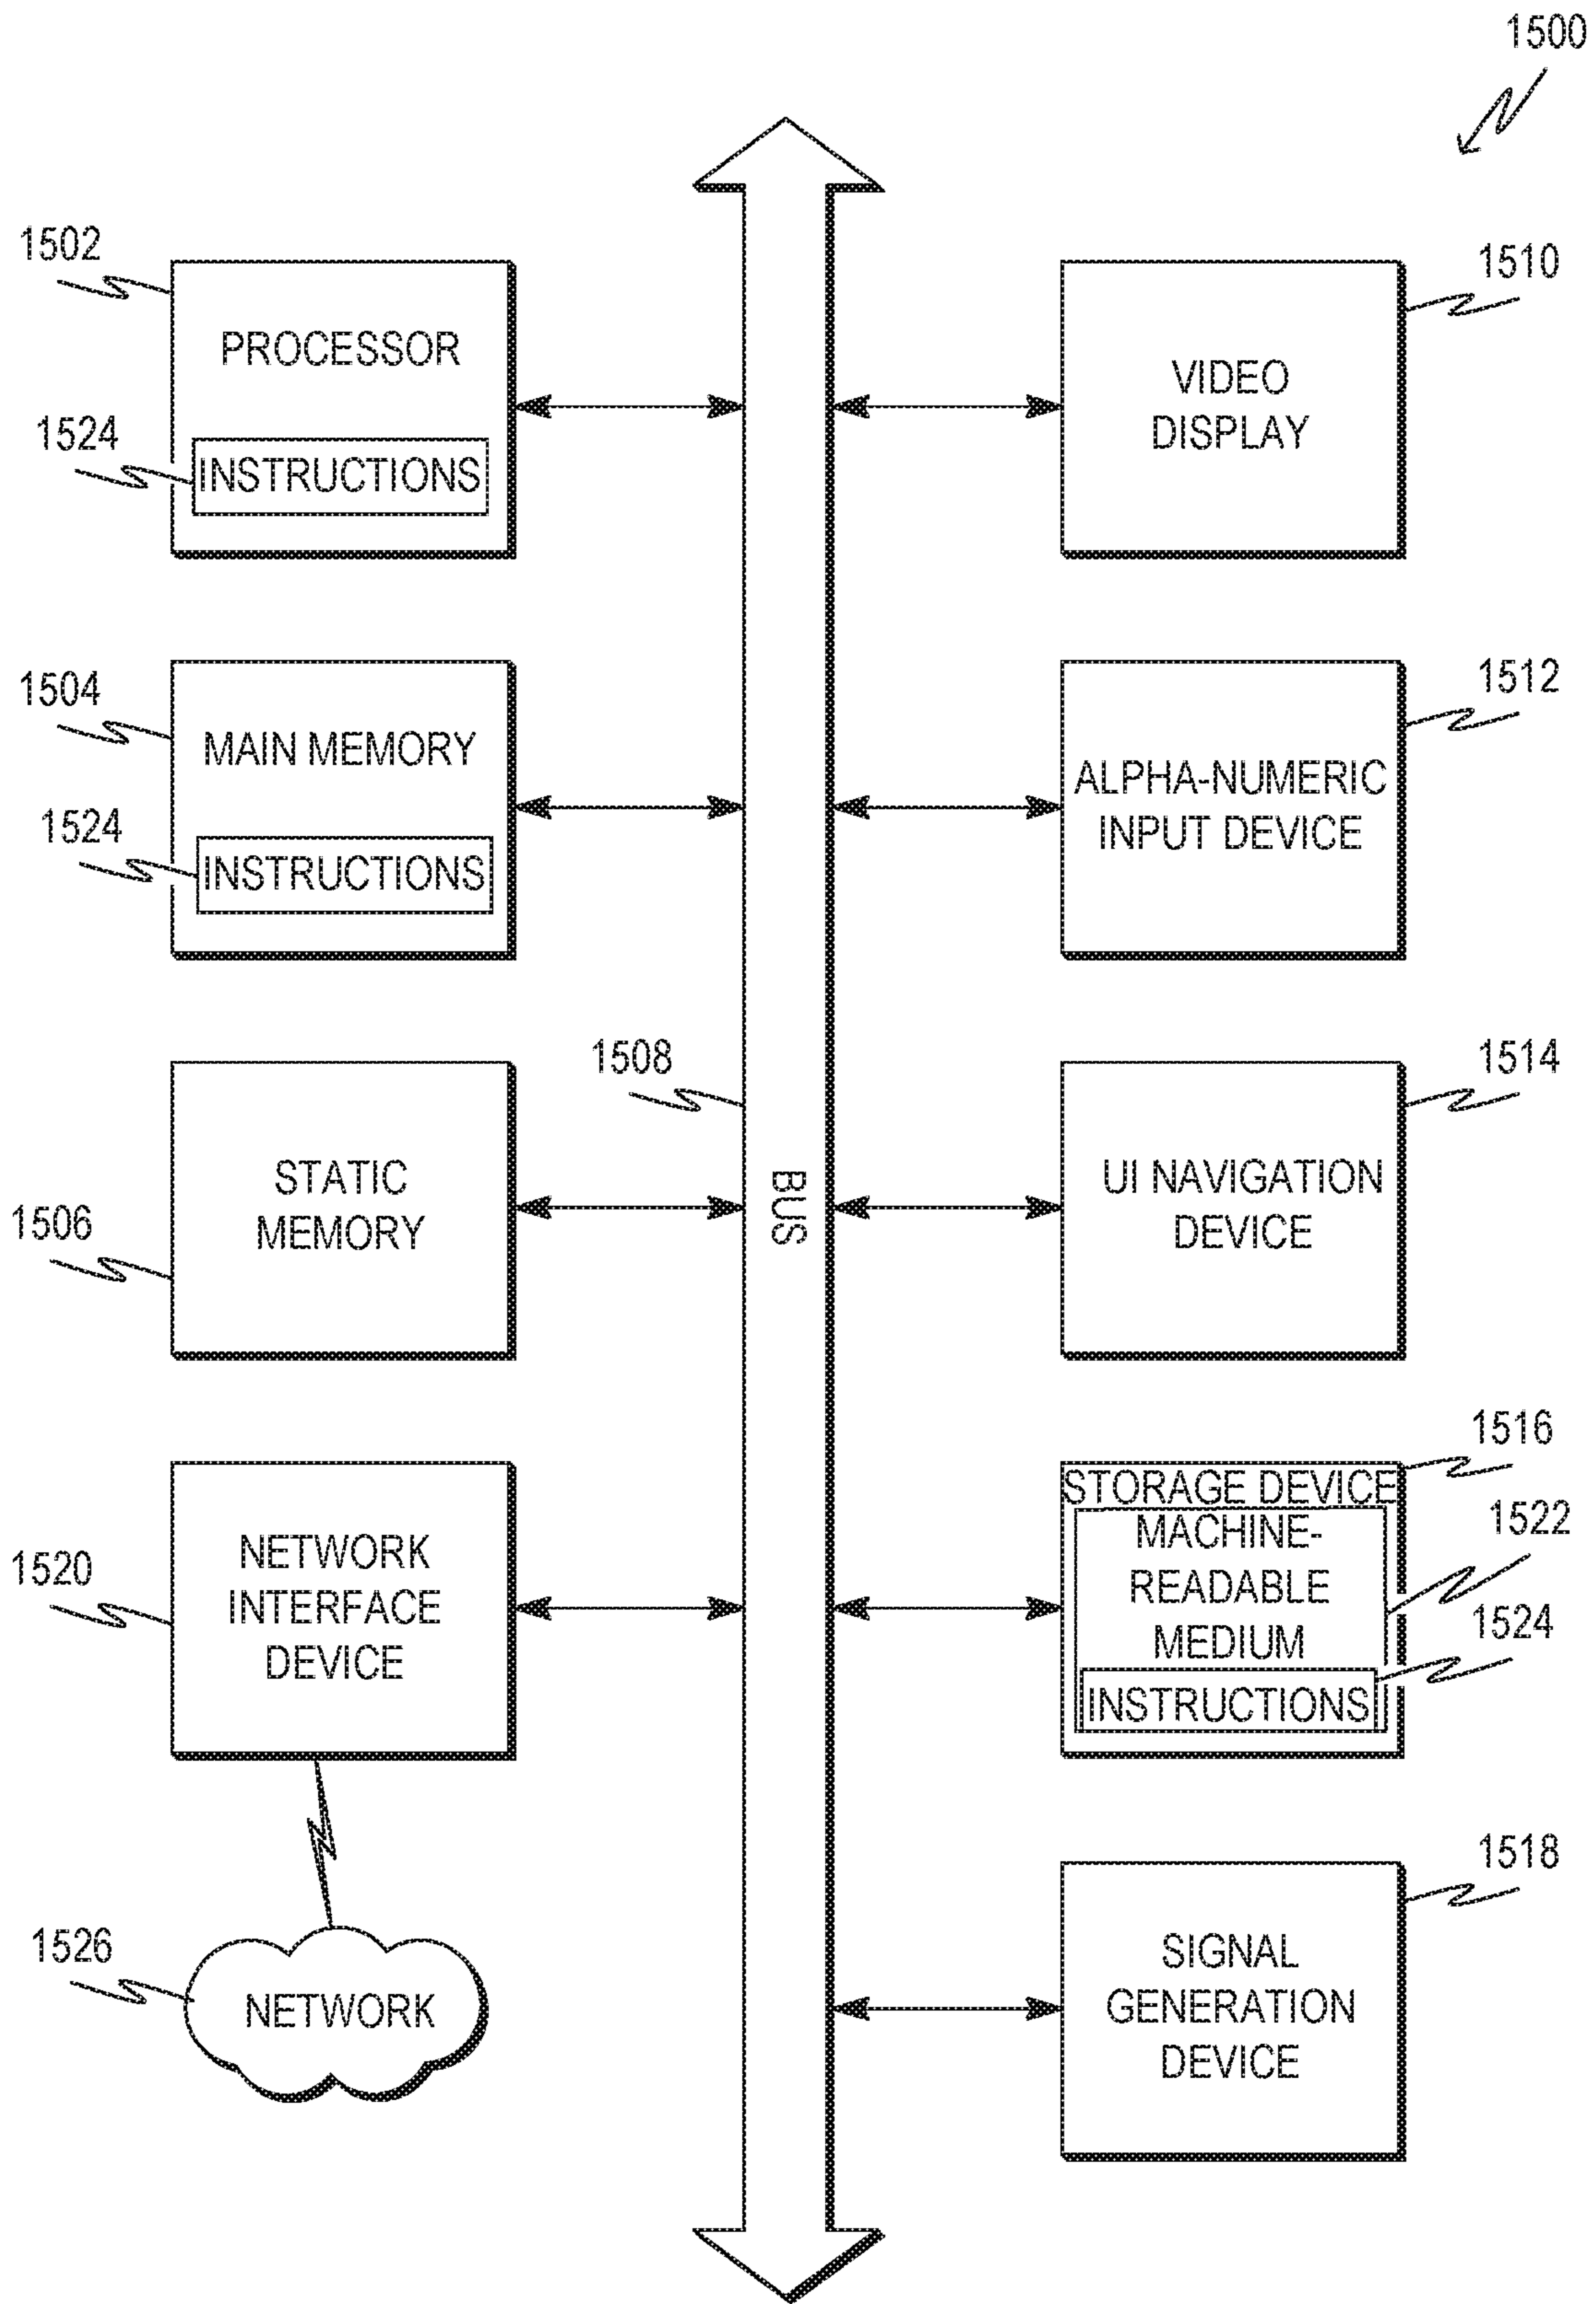 1500
1502
PROCESSOR
1524
INSTRUCTIONS
1510
VIDEO
DISPLAY
1504
MAIN MEMORY
1524
INSTRUCTIONS
1512
ALPHA-NUMERIC
INPUT DEVICE
1506
STATIC
MEMORY
1508
BUS
1514
UI NAVIGATION
DEVICE
1520
NETWORK
INTERFACE
DEVICE
1516
STORAGE DEVICE
1522
MACHINE-
READABLE
MEDIUM
1524
INSTRUCTIONS
1526
NETWORK
1518
SIGNAL
GENERATION
DEVICE